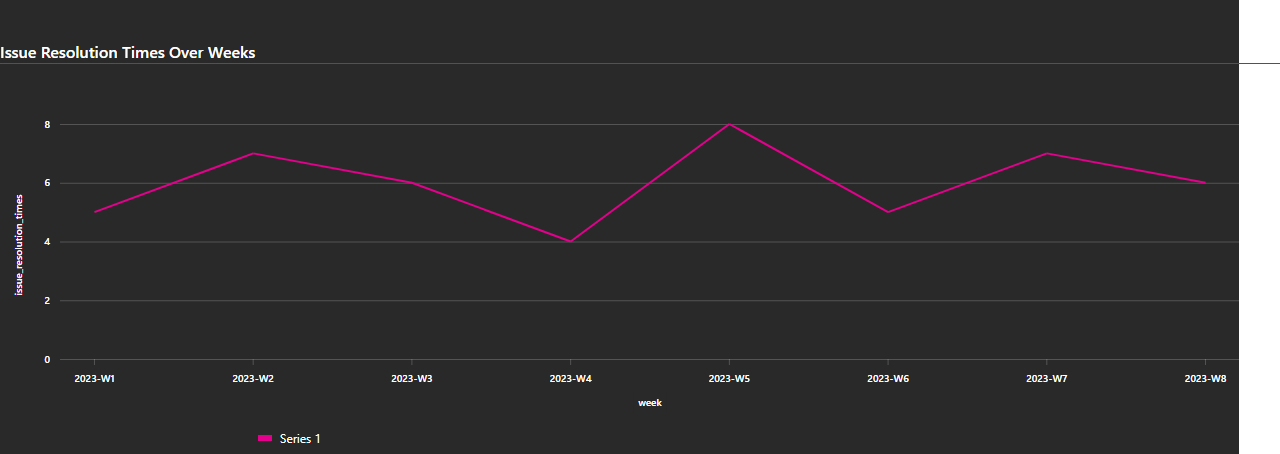 Issue Resolution Times Over Weeks
8
6
4
2
0
issue_resolution_times
2023-W1 2023-W2 2023-W3 2023-W4 2023-W5 2023-W6 2023-W7 2023-W8
week
Series 1